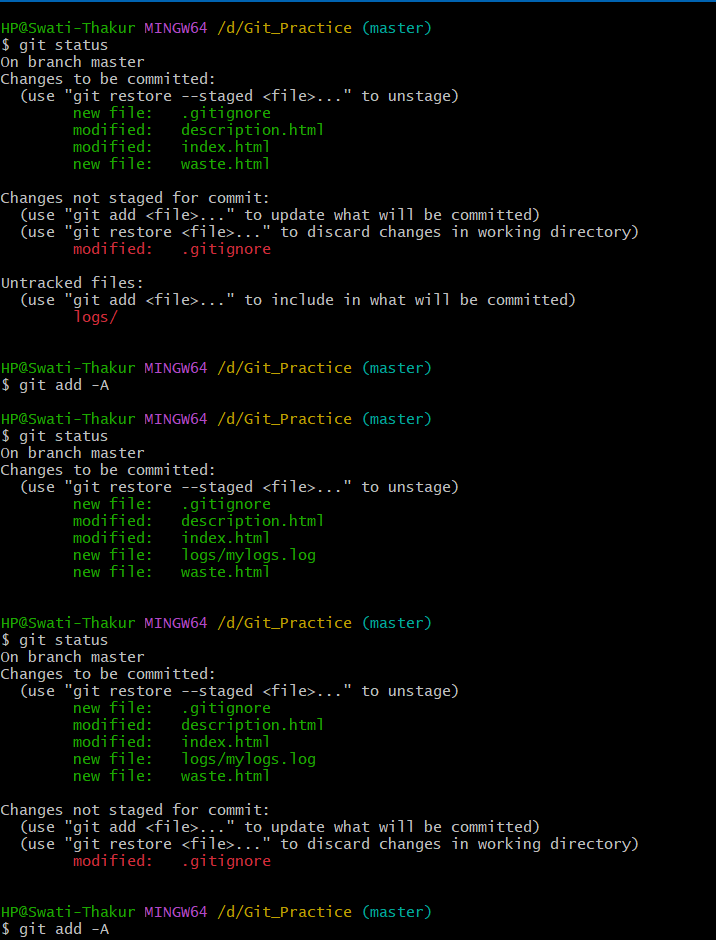 HP@Swati-Thakur MINGW64 /d/Git_Practice (master)
$ git status
On branch master
Changes to be committed:
  (use "git restore --staged <file>..." to unstage)
        new file:   .gitignore
        modified:   description.html
        modified:   index.html
        new file:   waste.html

Changes not staged for commit:
  (use "git add <file>..." to update what will be committed)
  (use "git restore <file>..." to discard changes in working directory)
        modified:   .gitignore

Untracked files:
  (use "git add <file>..." to include in what will be committed)
        logs/


HP@Swati-Thakur MINGW64 /d/Git_Practice (master)
$ git add -A

HP@Swati-Thakur MINGW64 /d/Git_Practice (master)
$ git status
On branch master
Changes to be committed:
  (use "git restore --staged <file>..." to unstage)
        new file:   .gitignore
        modified:   description.html
        modified:   index.html
        new file:   logs/mylogs.log
        new file:   waste.html


HP@Swati-Thakur MINGW64 /d/Git_Practice (master)
$ git status
On branch master
Changes to be committed:
  (use "git restore --staged <file>..." to unstage)
        new file:   .gitignore
        modified:   description.html
        modified:   index.html
        new file:   logs/mylogs.log
        new file:   waste.html

Changes not staged for commit:
  (use "git add <file>..." to update what will be committed)
  (use "git restore <file>..." to discard changes in working directory)
        modified:   .gitignore


HP@Swati-Thakur MINGW64 /d/Git_Practice (master)
$ git add -A